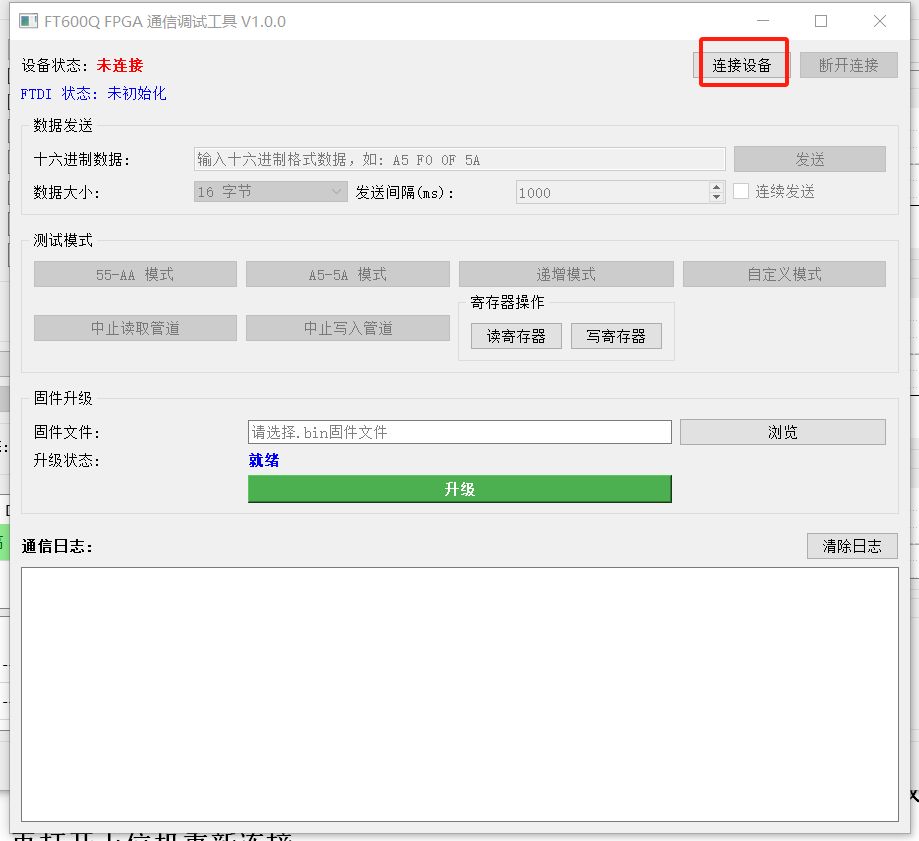 FT600Q FPGA 通信调试工具 V1.0.0
设备状态: 未连接 连接设备 断开连接
FTDI 状态: 未初始化
数据发送
十六进制数据: 输入十六进制格式数据，如: A5 F0 0F 5A 发送
数据大小: 16 字节 发送间隔(ms): 1000 连续发送
测试模式
55-AA 模式 A5-5A 模式 递增模式 自定义模式
寄存器操作
中止读取管道 中止写入管道 读寄存器 写寄存器
固件升级
固件文件: 请选择.bin固件文件 浏览
升级状态: 就绪
升级
通信日志: 清除日志